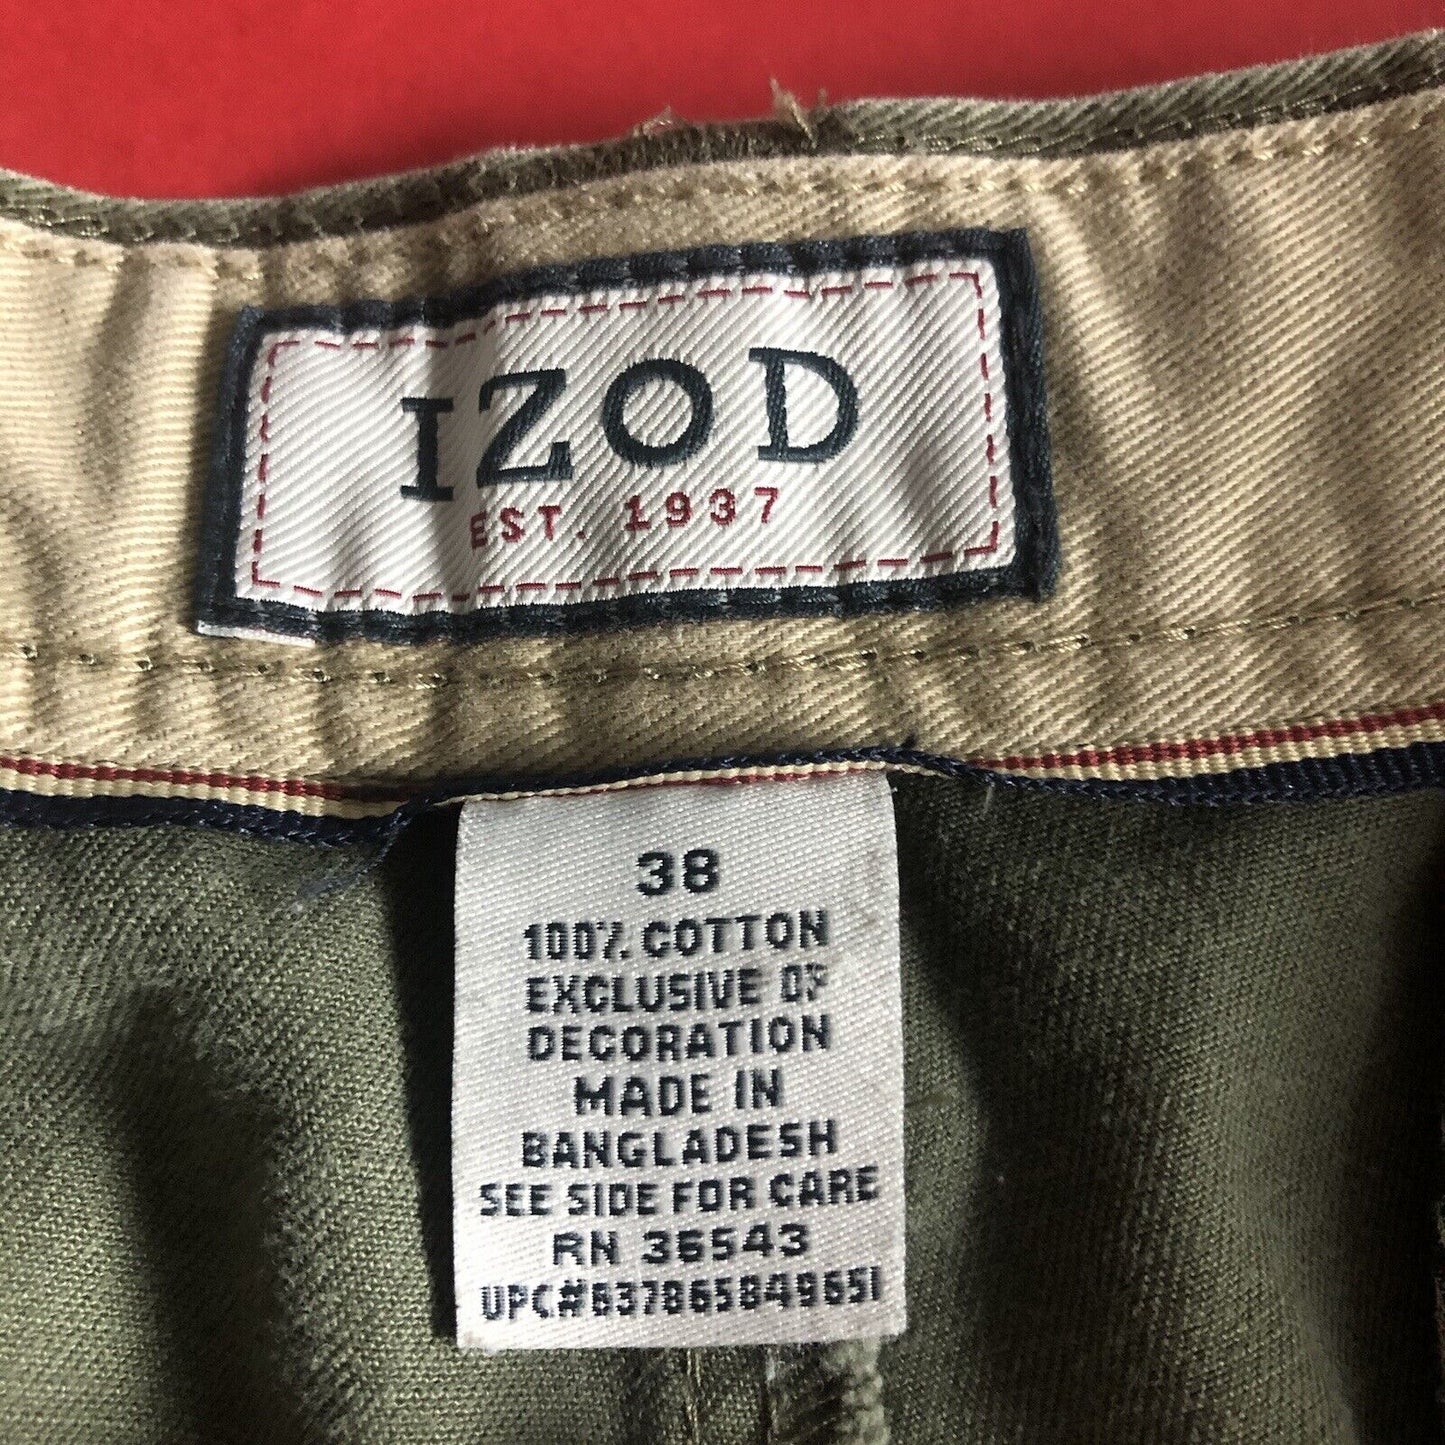 IZOD
EST. 1937
38
100% COTTON
EXCLUSIVE OF
DECORATION
MADE IN
BANGLADESH
SEE SIDE FOR CARE
RN 36543
UPC#637865849651